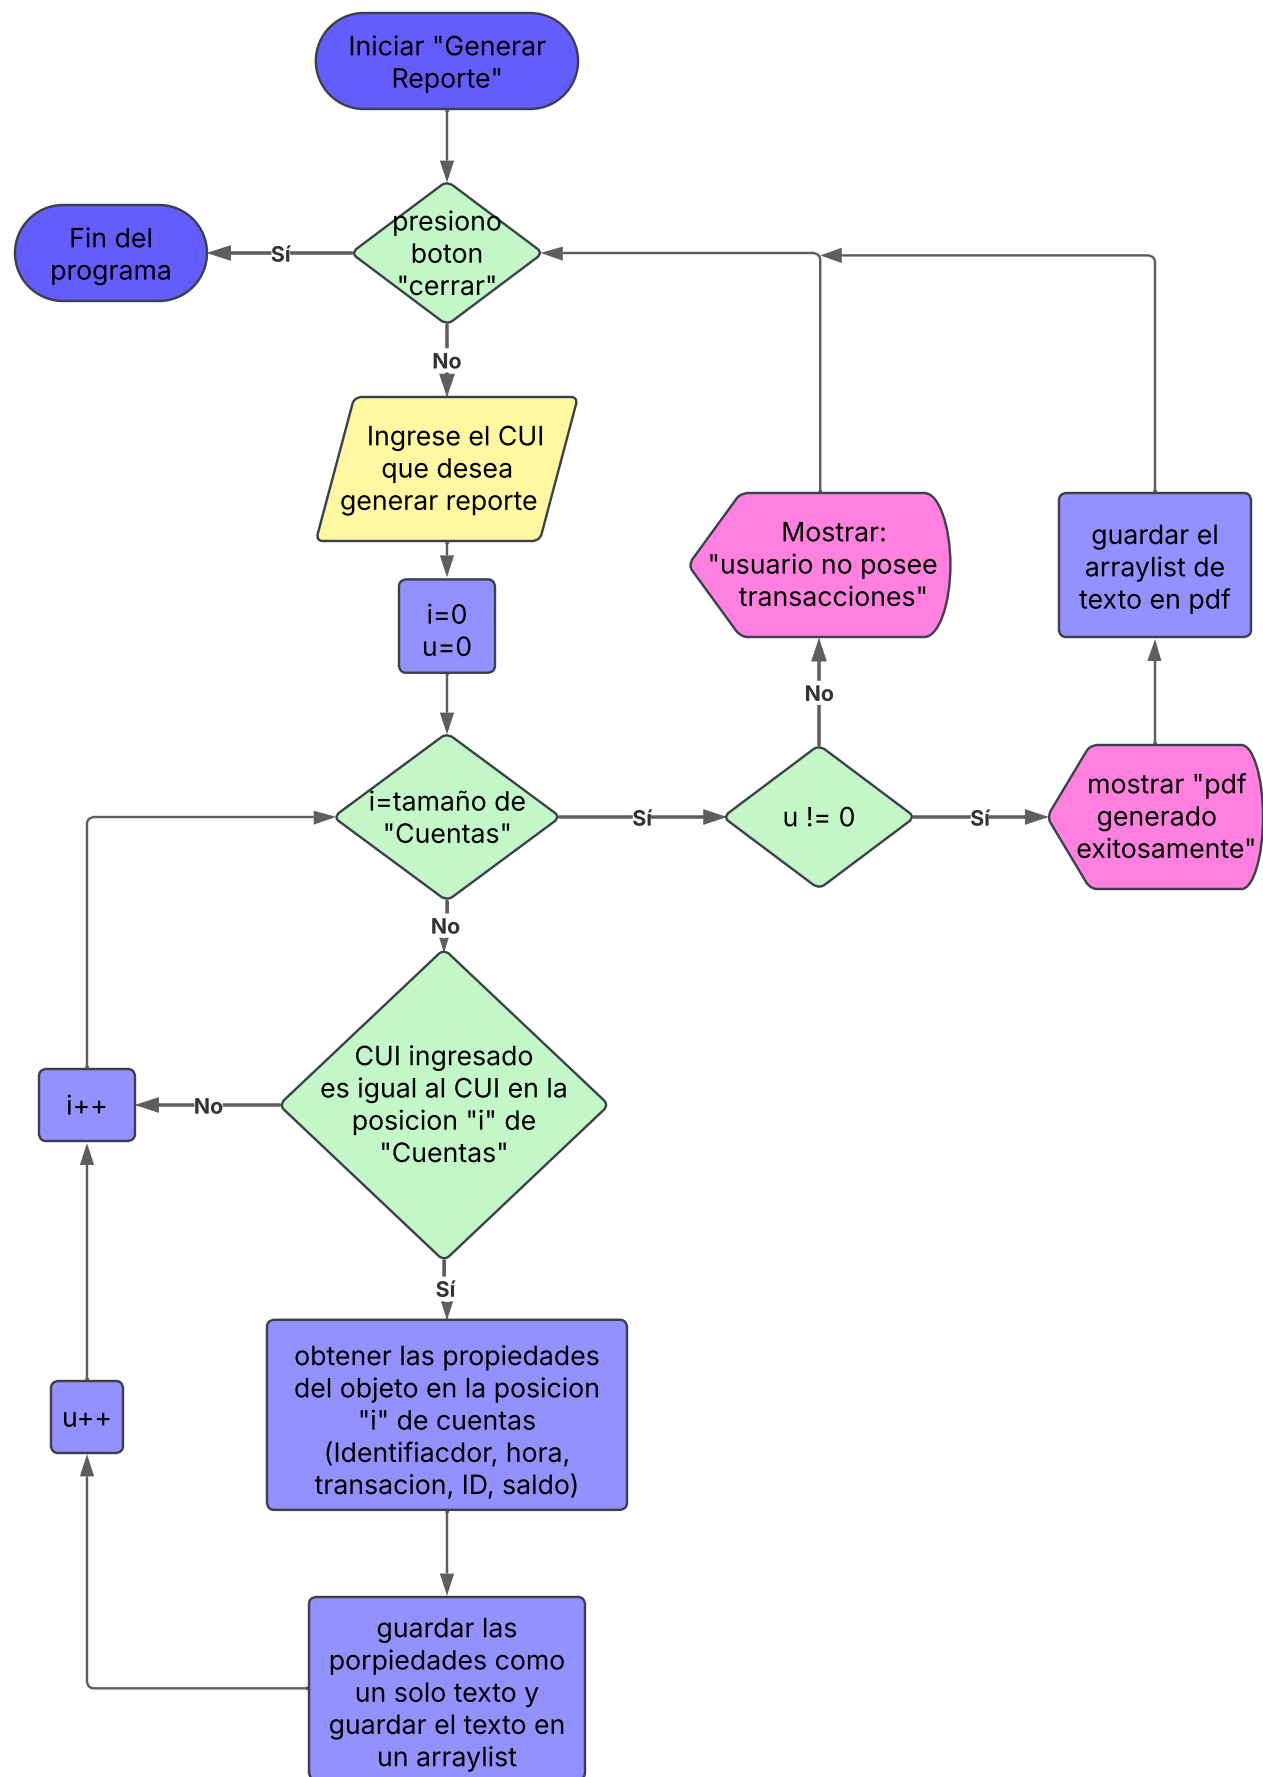 Iniciar "Generar
Reporte"
presiono
boton
"cerrar"
Sí
Fin del
programa
No
Ingrese el CUI
que desea
generar reporte
i=0
u=0
i=tamaño de
"Cuentas"
Sí
u != 0
No
Mostrar:
"usuario no posee
transacciones"
Sí
mostrar "pdf
generado
exitosamente"
guardar el
arraylist de
texto en pdf
No
CUI ingresado
es igual al CUI en la
posicion "i" de
"Cuentas"
No
i++
Sí
obtener las propiedades
del objeto en la posicion
"i" de cuentas
(Identifiacdor, hora,
transacion, ID, saldo)
guardar las
porpiedades como
un solo texto y
guardar el texto en
un arraylist
u++